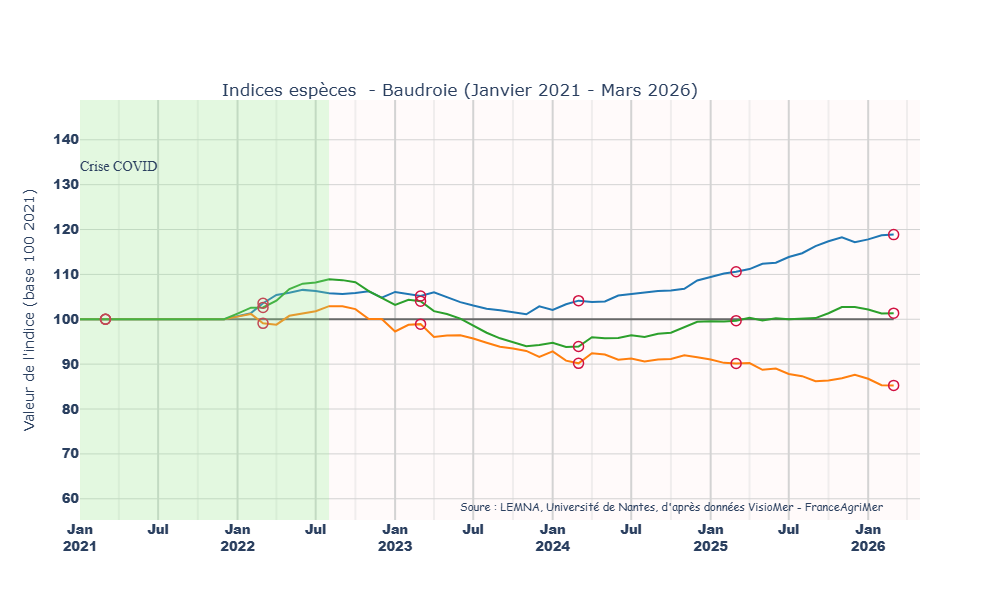 Indices espèces - Baudroie (Janvier 2021 - Mars 2026)
Valeur de l'indice (base 100 2021)
140
Crise COVID
130
120
110
100
90
80
70
60
Soure : LEMNA, Université de Nantes, d'après données VisioMer - FranceAgriMer
Jan Jul Jan Jul Jan Jul Jan Jul Jan Jul Jan
2021 2022 2023 2024 2025 2026